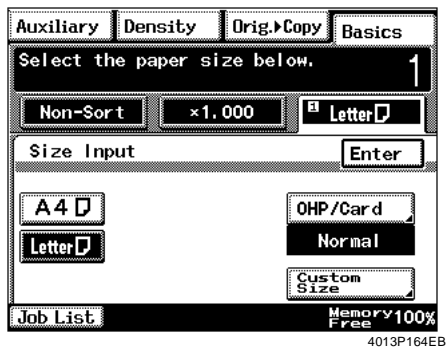 Auxiliary Density Orig.▸Copy Basics
Select the paper size below. 1
Non-Sort ×1.000 1 Letter
Size Input Enter
A4 OHP/Card
Letter Normal
Custom
Size
Job List Memory
Free 100%
4013P164EB